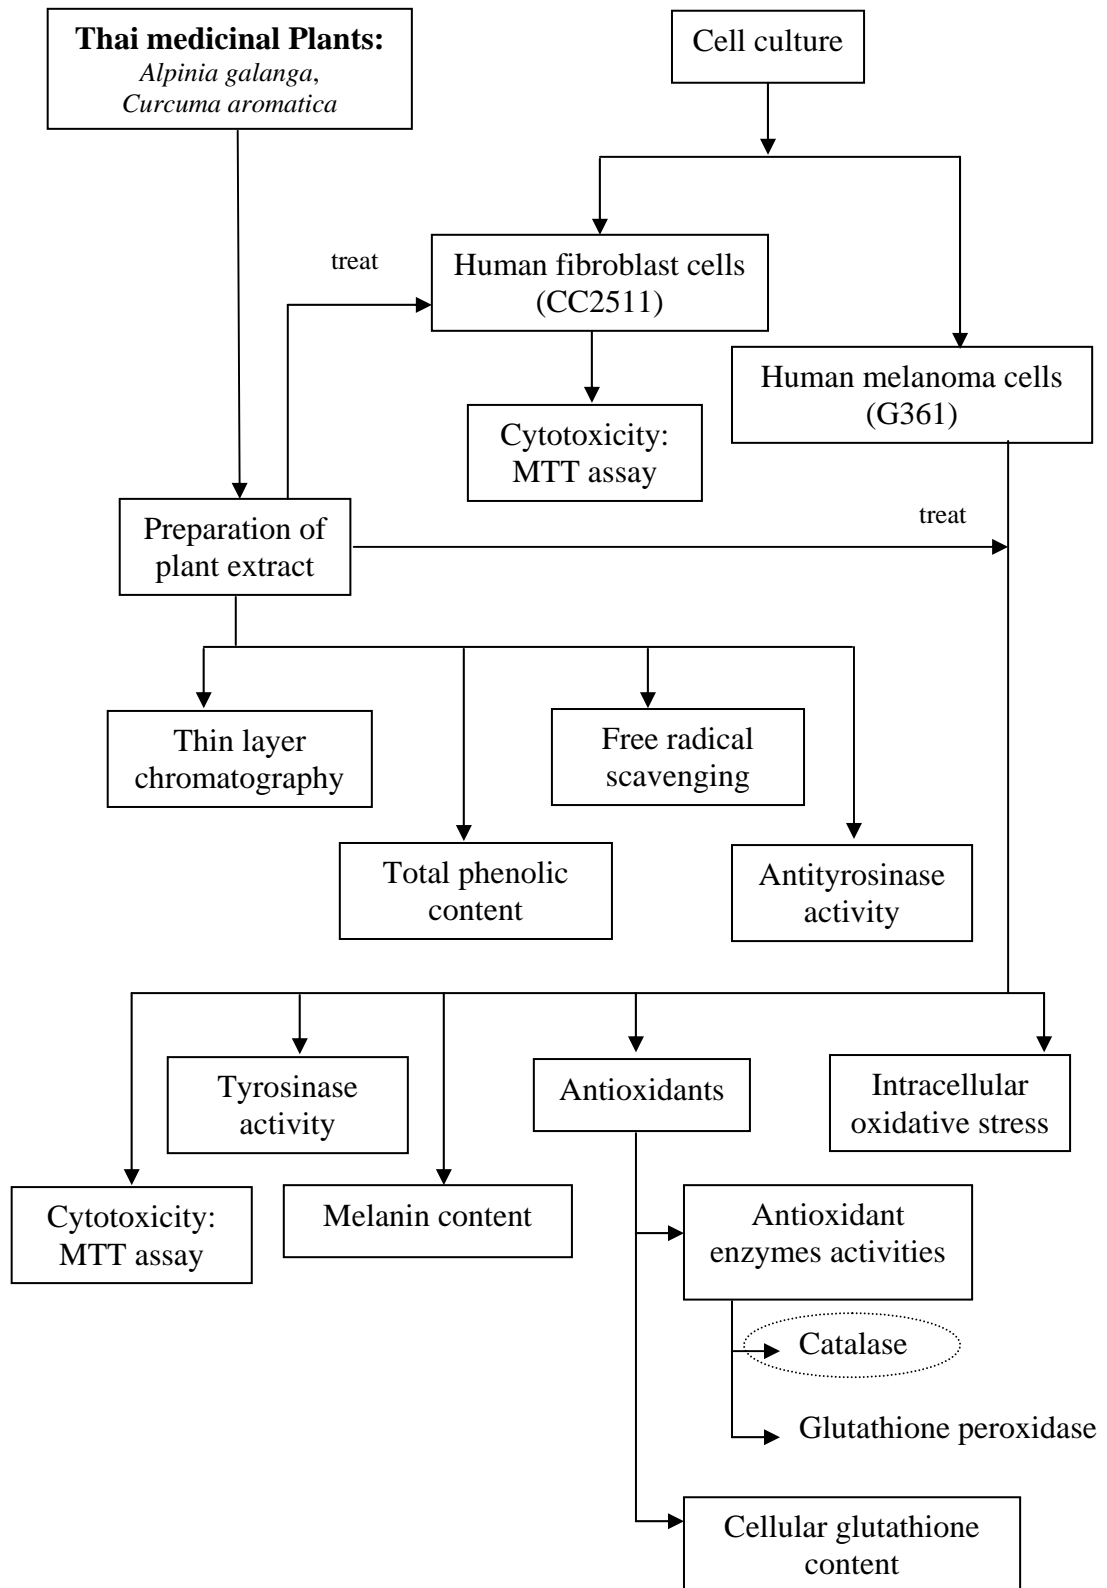 Thai medicinal Plants:
Alpinia galanga,
Curcuma aromatica
Cell culture
treat
Human fibroblast cells
(CC2511)
Human melanoma cells
(G361)
Cytotoxicity:
MTT assay
Preparation of
plant extract
treat
Thin layer
chromatography
Free radical
scavenging
Total phenolic
content
Antityrosinase
activity
Tyrosinase
activity
Antioxidants
Intracellular
oxidative stress
Cytotoxicity:
MTT assay
Melanin content
Antioxidant
enzymes activities
Catalase
Glutathione peroxidase
Cellular glutathione
content